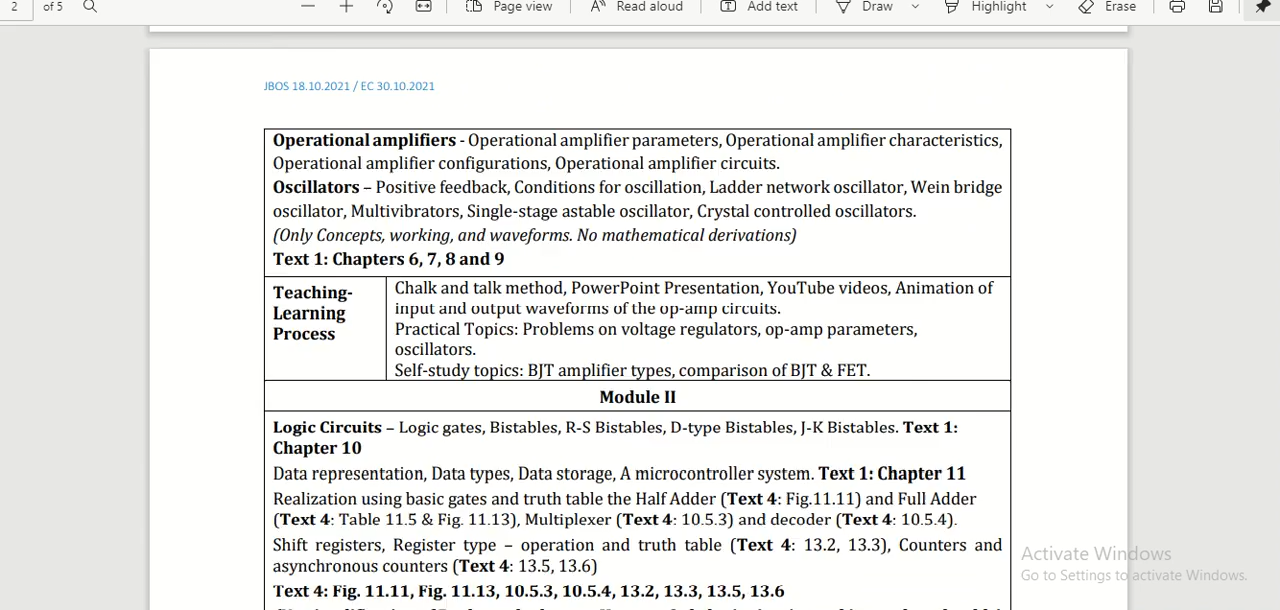 2 of 5 Page view Read aloud Add text Draw Highlight Erase
JBOS 18.10.2021 / EC 30.10.2021
Operational amplifiers - Operational amplifier parameters, Operational amplifier characteristics,
Operational amplifier configurations, Operational amplifier circuits.
Oscillators – Positive feedback, Conditions for oscillation, Ladder network oscillator, Wein bridge
oscillator, Multivibrators, Single-stage astable oscillator, Crystal controlled oscillators.
(Only Concepts, working, and waveforms. No mathematical derivations)
Text 1: Chapters 6, 7, 8 and 9
Teaching-
Learning
Process
Chalk and talk method, PowerPoint Presentation, YouTube videos, Animation of
input and output waveforms of the op-amp circuits.
Practical Topics: Problems on voltage regulators, op-amp parameters,
oscillators.
Self-study topics: BJT amplifier types, comparison of BJT & FET.
Module II
Logic Circuits – Logic gates, Bistables, R-S Bistables, D-type Bistables, J-K Bistables. Text 1:
Chapter 10
Data representation, Data types, Data storage, A microcontroller system. Text 1: Chapter 11
Realization using basic gates and truth table the Half Adder (Text 4: Fig.11.11) and Full Adder
(Text 4: Table 11.5 & Fig. 11.13), Multiplexer (Text 4: 10.5.3) and decoder (Text 4: 10.5.4).
Shift registers, Register type – operation and truth table (Text 4: 13.2, 13.3), Counters and
asynchronous counters (Text 4: 13.5, 13.6)
Text 4: Fig. 11.11, Fig. 11.13, 10.5.3, 10.5.4, 13.2, 13.3, 13.5, 13.6
Activate Windows
Go to Settings to activate Windows.